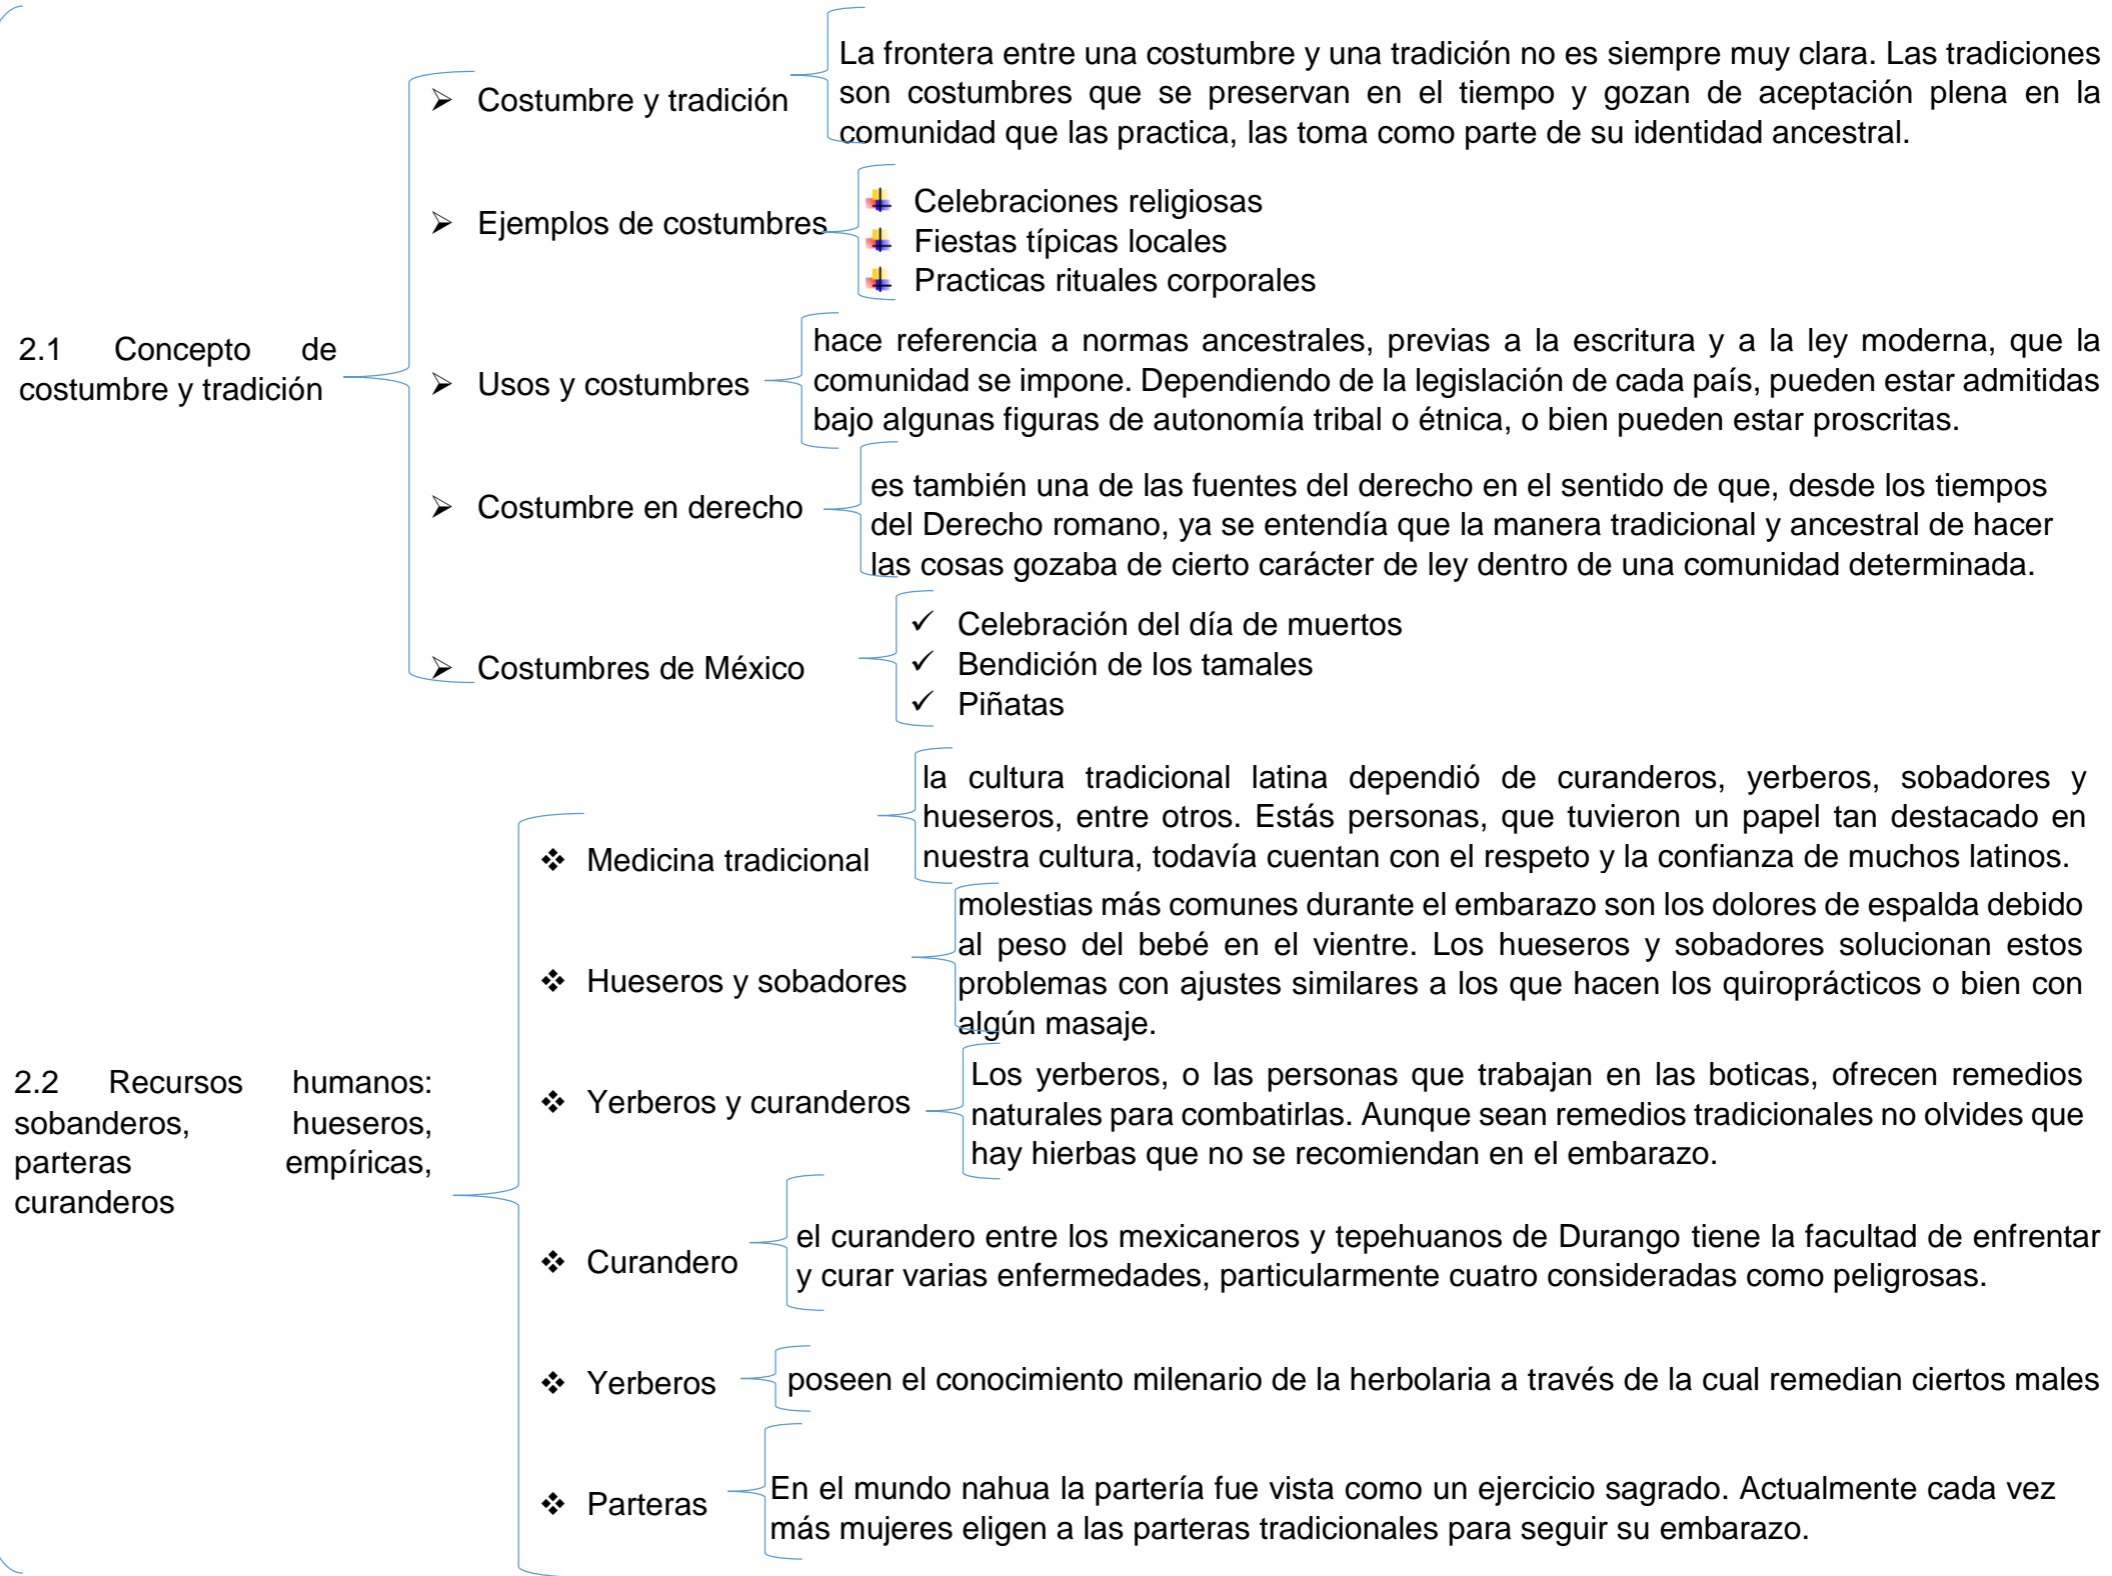 2.1 Concepto de
costumbre y tradición
Costumbre y tradición
La frontera entre una costumbre y una tradición no es siempre muy clara. Las tradiciones
son costumbres que se preservan en el tiempo y gozan de aceptación plena en la
comunidad que las practica, las toma como parte de su identidad ancestral.
Ejemplos de costumbres
Celebraciones religiosas
Fiestas típicas locales
Practicas rituales corporales
Usos y costumbres
hace referencia a normas ancestrales, previas a la escritura y a la ley moderna, que la
comunidad se impone. Dependiendo de la legislación de cada país, pueden estar admitidas
bajo algunas figuras de autonomía tribal o étnica, o bien pueden estar proscritas.
Costumbre en derecho
es también una de las fuentes del derecho en el sentido de que, desde los tiempos
del Derecho romano, ya se entendía que la manera tradicional y ancestral de hacer
las cosas gozaba de cierto carácter de ley dentro de una comunidad determinada.
Costumbres de México
Celebración del día de muertos
Bendición de los tamales
Piñatas
2.2 Recursos humanos:
sobanderos, hueseros,
parteras empíricas,
curanderos
Medicina tradicional
la cultura tradicional latina dependió de curanderos, yerberos, sobadores y
hueseros, entre otros. Estás personas, que tuvieron un papel tan destacado en
nuestra cultura, todavía cuentan con el respeto y la confianza de muchos latinos.
Hueseros y sobadores
molestias más comunes durante el embarazo son los dolores de espalda debido
al peso del bebé en el vientre. Los hueseros y sobadores solucionan estos
problemas con ajustes similares a los que hacen los quiroprácticos o bien con
algún masaje.
Yerberos y curanderos
Los yerberos, o las personas que trabajan en las boticas, ofrecen remedios
naturales para combatirlas. Aunque sean remedios tradicionales no olvides que
hay hierbas que no se recomiendan en el embarazo.
Curandero
el curandero entre los mexicaneros y tepehuanos de Durango tiene la facultad de enfrentar
y curar varias enfermedades, particularmente cuatro consideradas como peligrosas.
Yerberos
poseen el conocimiento milenario de la herbolaria a través de la cual remedian ciertos males
Parteras
En el mundo nahua la partería fue vista como un ejercicio sagrado. Actualmente cada vez
más mujeres eligen a las parteras tradicionales para seguir su embarazo.